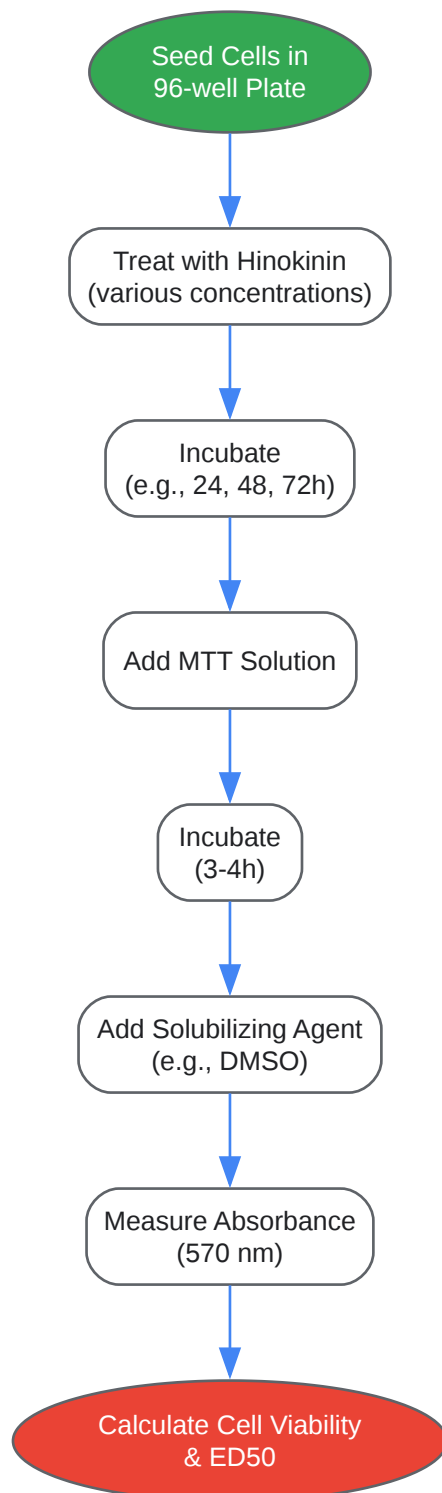 Seed Cells in
96-well Plate
Treat with Hinokinin
(various concentrations)
Incubate
(e.g., 24, 48, 72h)
Add MTT Solution
Incubate
(3-4h)
Add Solubilizing Agent
(e.g., DMSO)
Measure Absorbance
(570 nm)
Calculate Cell Viability
& ED50